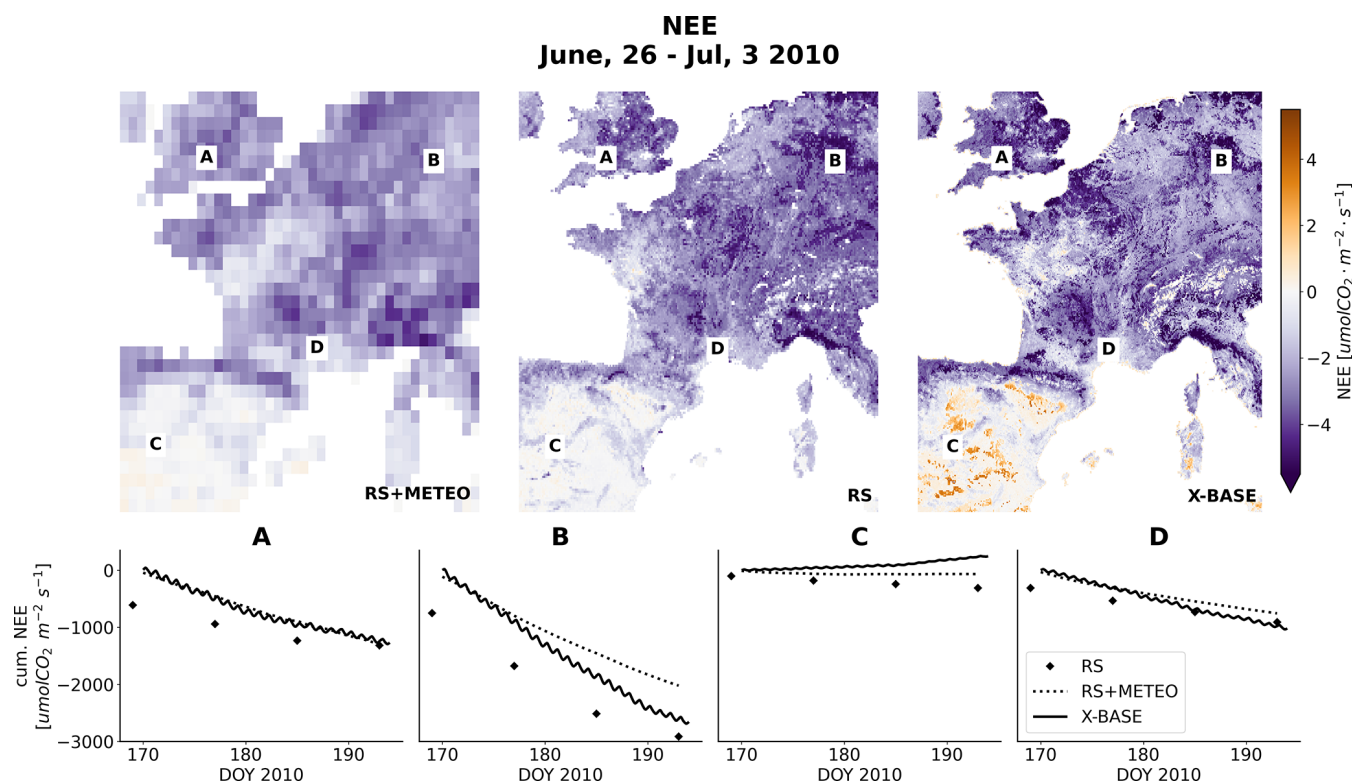 NEE
June, 26 - Jul, 3 2010
A
B
C
D
RS+METEO
A
B
C
D
RS
A
B
C
D
X-BASE
4
2
0
−2
−4
NEE [umolCO₂ · m⁻² · s⁻¹]
A
B
C
D
cum. NEE
[umolCO₂ m⁻² s⁻¹]
0
−1000
−2000
−3000
170 180 190
DOY 2010
170 180 190
DOY 2010
170 180 190
DOY 2010
170 180 190
DOY 2010
RS
RS+METEO
X-BASE